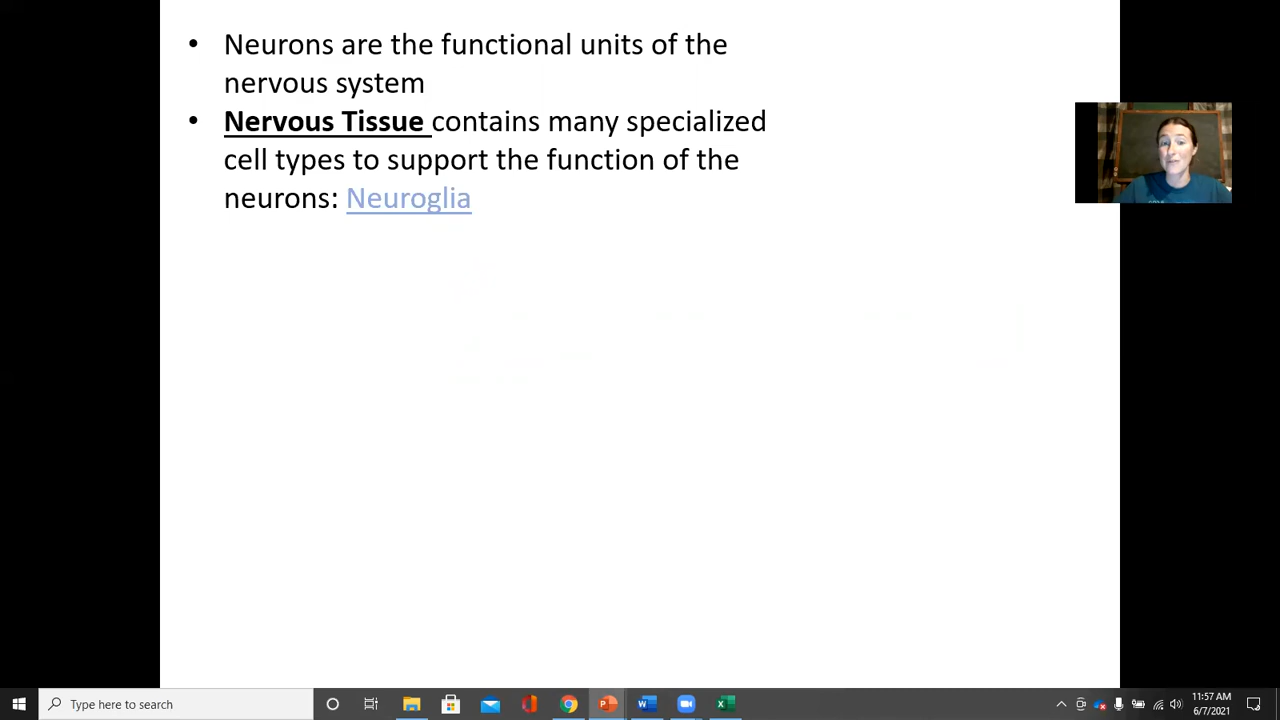 • Neurons are the functional units of the
nervous system
• Nervous Tissue contains many specialized
cell types to support the function of the
neurons: Neuroglia
Type here to search
11:57 AM
6/7/2021